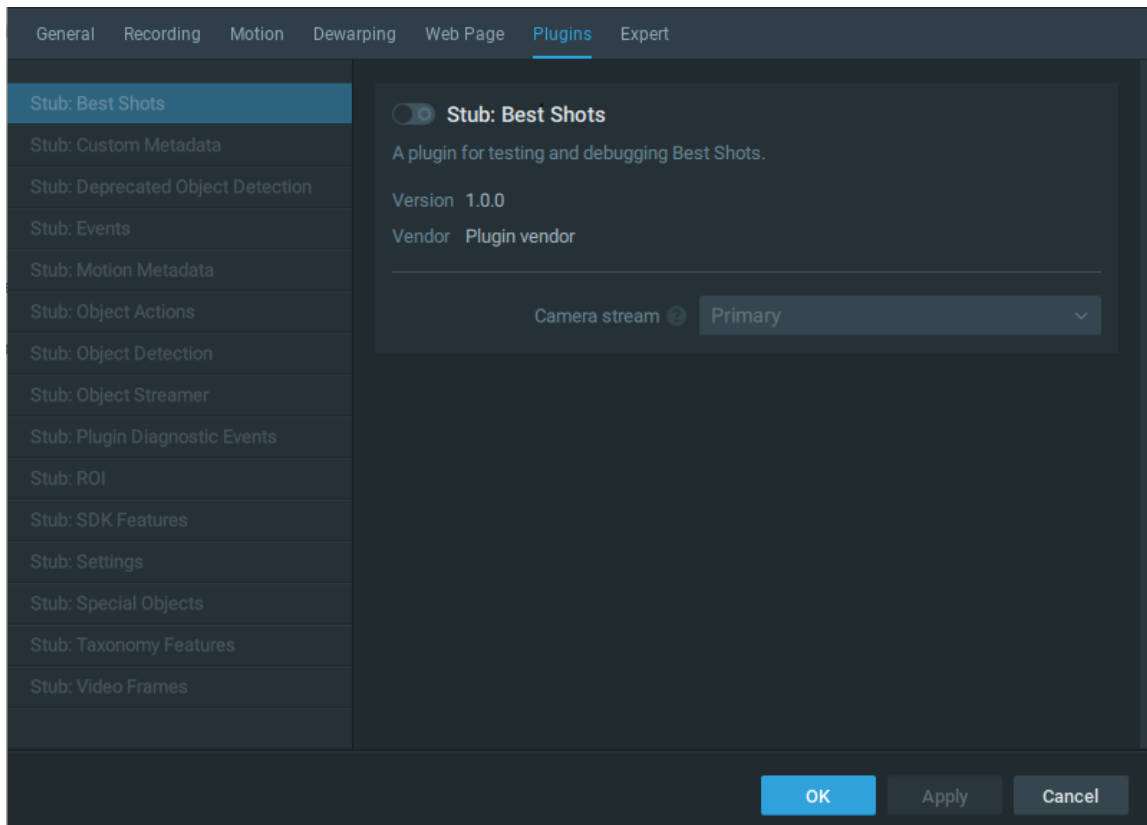 General Recording Motion Dewarping Web Page Plugins Expert
Stub: Best Shots
Stub: Custom Metadata
Stub: Deprecated Object Detection
Stub: Events
Stub: Motion Metadata
Stub: Object Actions
Stub: Object Detection
Stub: Object Streamer
Stub: Plugin Diagnostic Events
Stub: ROI
Stub: SDK Features
Stub: Settings
Stub: Special Objects
Stub: Taxonomy Features
Stub: Video Frames
Stub: Best Shots
A plugin for testing and debugging Best Shots.
Version 1.0.0
Vendor Plugin vendor
Camera stream ? Primary
OK Apply Cancel